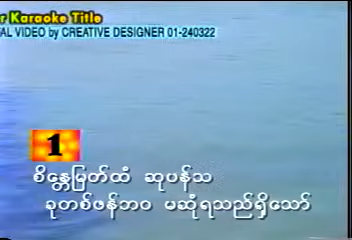 r Karaoke Title
AL VIDEO by CREATIVE DESIGNER 01-240322
1
စိန္တေမြတ်ထံ ဆုပန်သ
ခုတစ်ဖန်ဘဝ မဆုံရသည်ရှိသော်